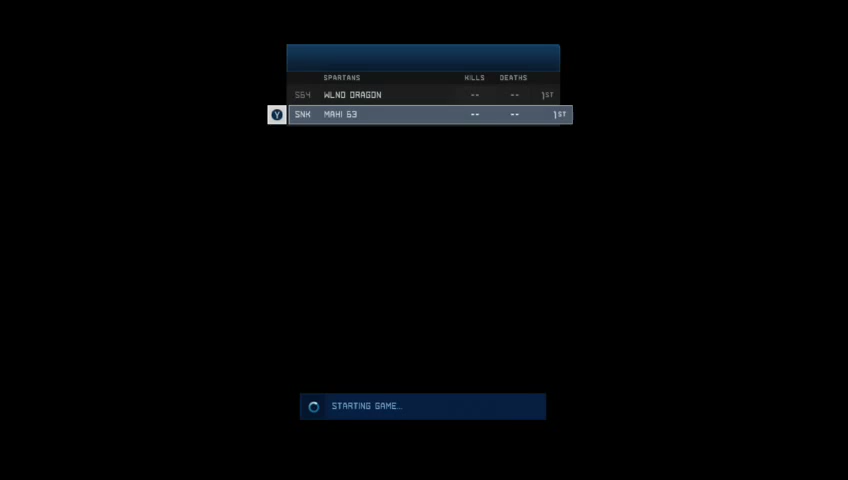 SPARTANS KILLS DEATHS
S64 WLND DRAGON -- -- 1ST
Y SNK MAHI 63 -- -- 1ST
STARTING GAME...